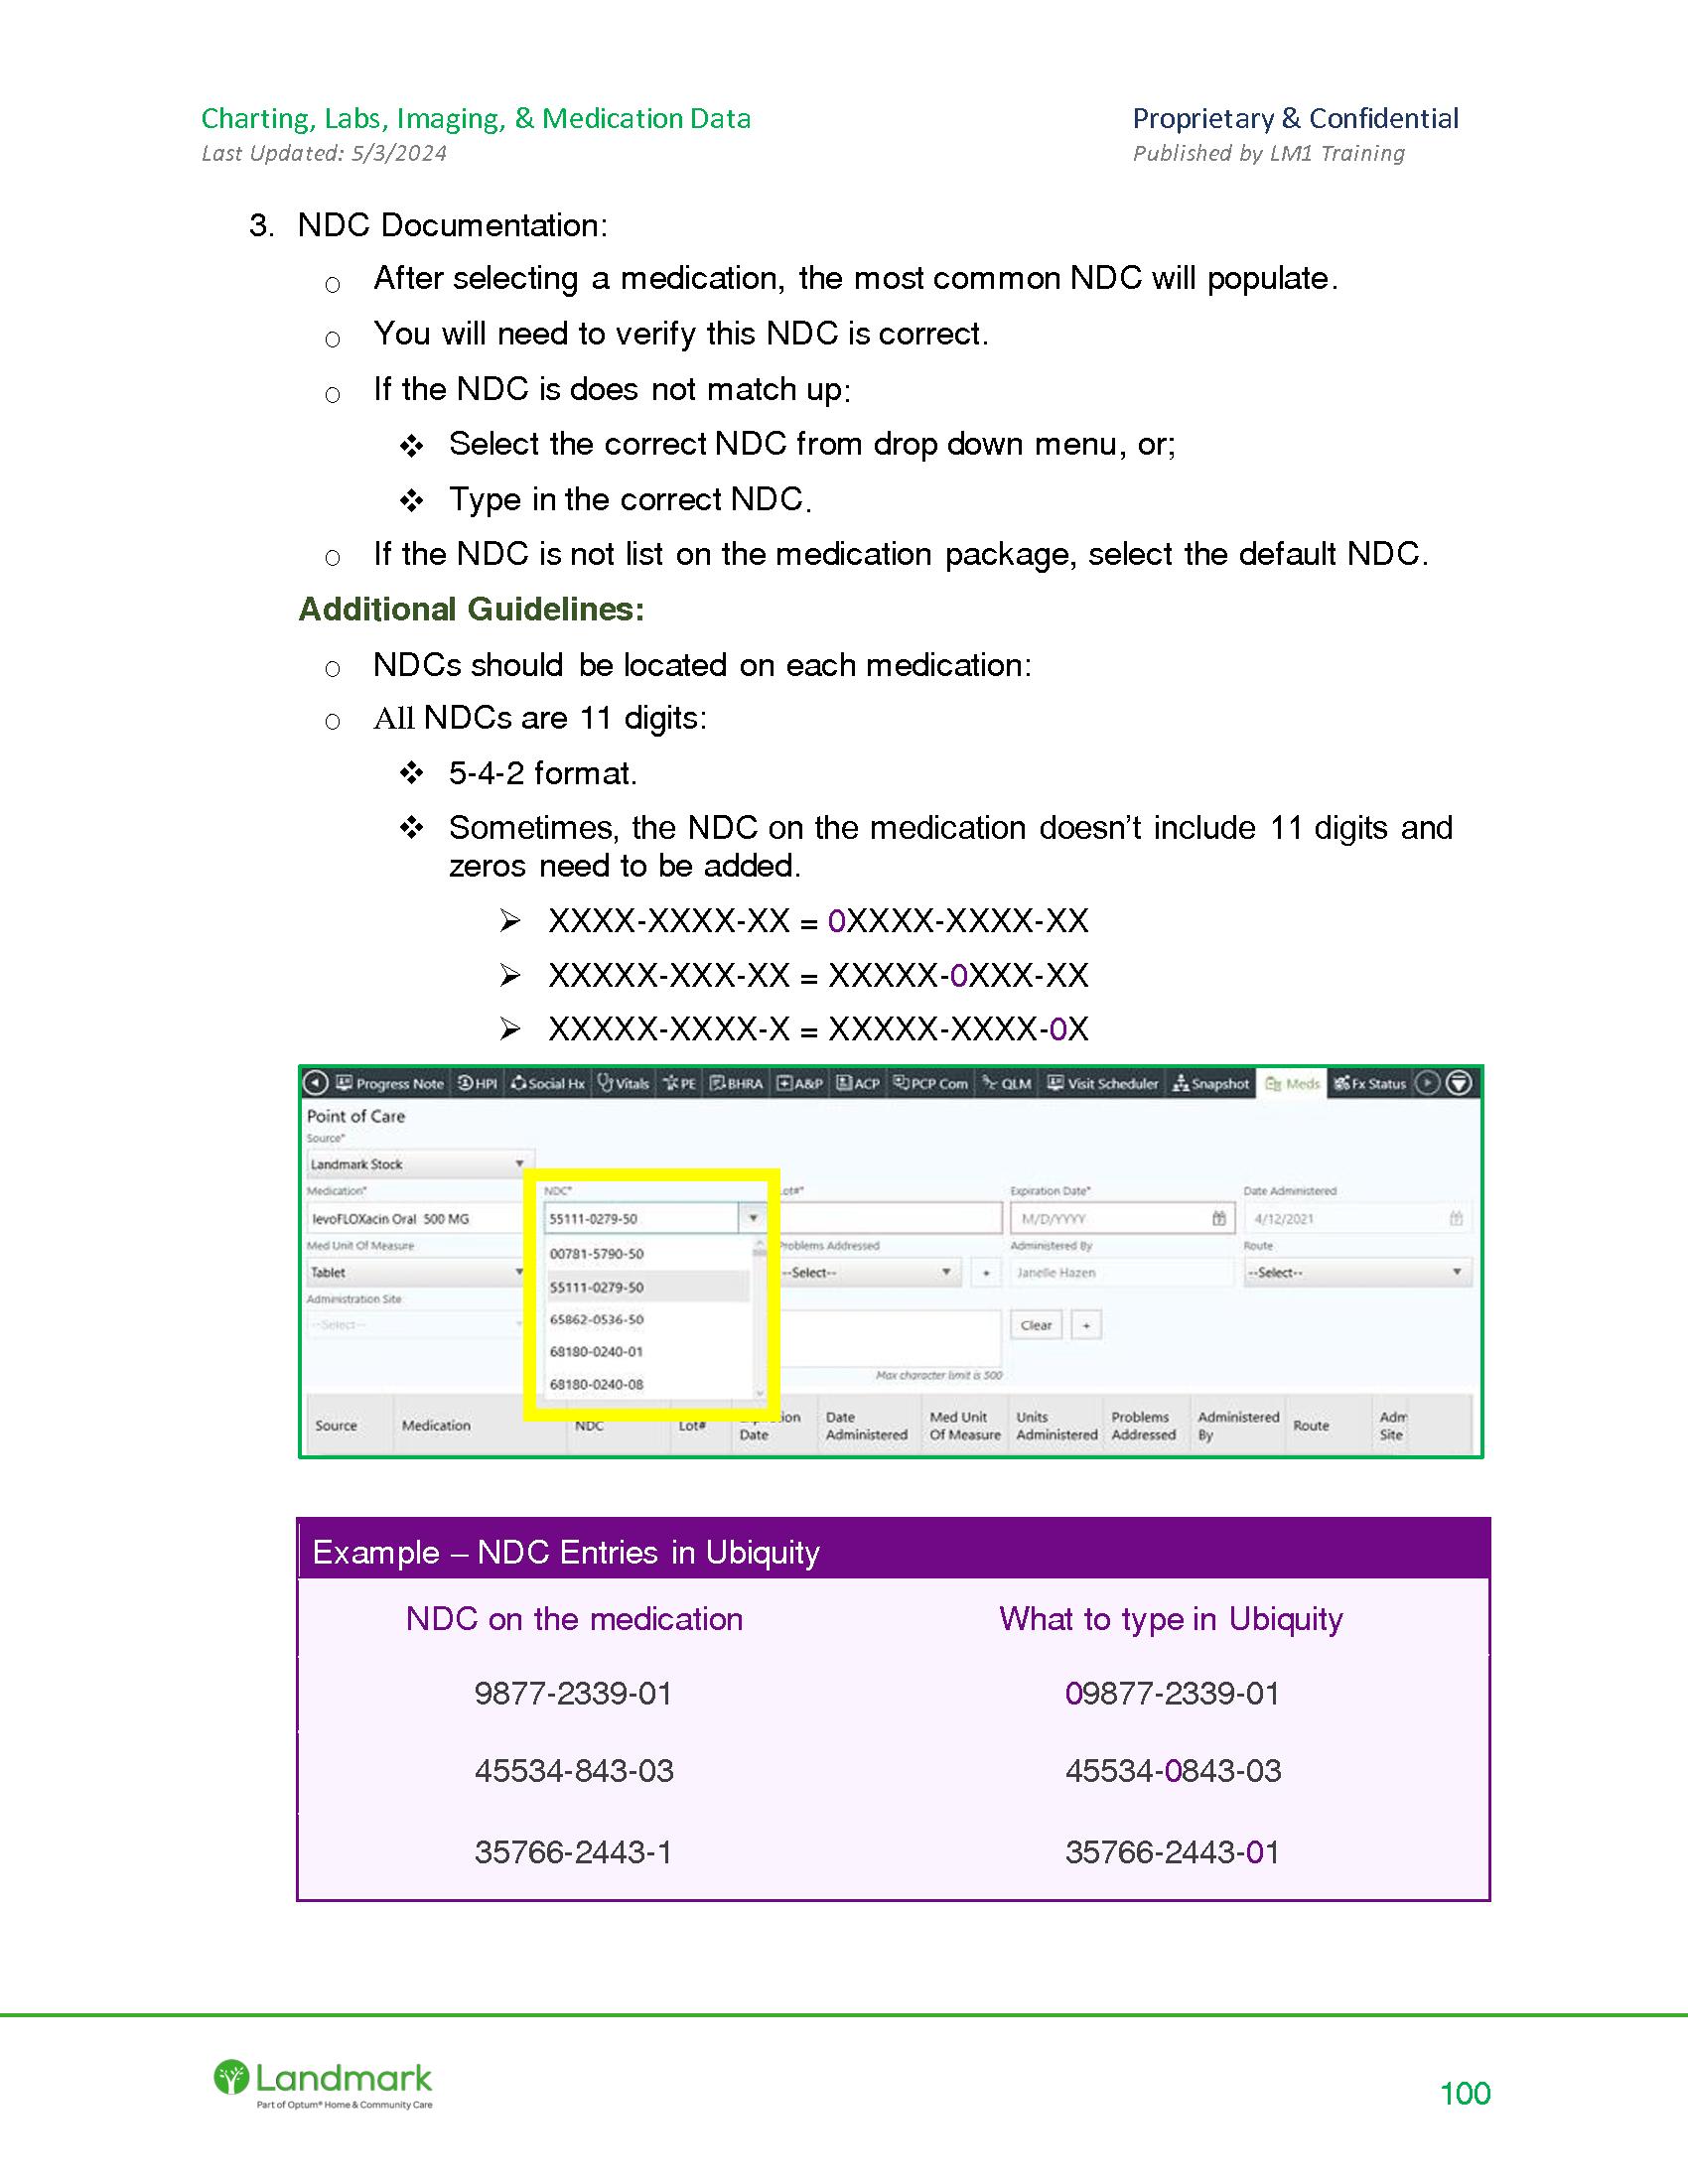 Charting, Labs, Imaging, & Medication Data
Proprietary & Confidential
Last Updated: 5/3/2024
Published by LM1 Training
3. NDC Documentation:
o After selecting a medication, the most common NDC will populate.
o You will need to verify this NDC is correct.
o If the NDC is does not match up:
❖ Select the correct NDC from drop down menu, or;
❖ Type in the correct NDC.
o If the NDC is not list on the medication package, select the default NDC.
Additional Guidelines:
o NDCs should be located on each medication:
o All NDCs are 11 digits:
❖ 5-4-2 format.
❖ Sometimes, the NDC on the medication doesn't include 11 digits and
zeros need to be added.
➢ XXXX-XXXX-XX = 0XXXX-XXXX-XX
➢ XXXXX-XXX-XX = XXXXX-0XXX-XX
➢ XXXXX-XXXX-X = XXXXX-XXXX-0X
Progress Note HPI Social Hx Vitals PE BHRA A&P ACP PCP Com QLM Visit Scheduler Snapshot Meds Fx Status
Point of Care
Source*
Landmark Stock
Medication* NDC* Lot#* Expiration Date* Date Administered
levoFLOXacin Oral 500 MG 55111-0279-50 M/D/YYYY 4/12/2021
Med Unit Of Measure Problems Addressed Administered By Route
Tablet --Select-- + Janelle Hazen --Select--
00781-5790-50
55111-0279-50
65862-0536-50
68180-0240-01
68180-0240-08
Administration Site
--Select-- Clear +
Max character limit is 500
Source Medication NDC Lot# Date Date Administered Med Unit Of Measure Units Administered Problems Addressed Administered By Route Adm Site
Example – NDC Entries in Ubiquity
NDC on the medication What to type in Ubiquity
9877-2339-01 09877-2339-01
45534-843-03 45534-0843-03
35766-2443-1 35766-2443-01
Landmark
Part of Optum® Home & Community Care
100